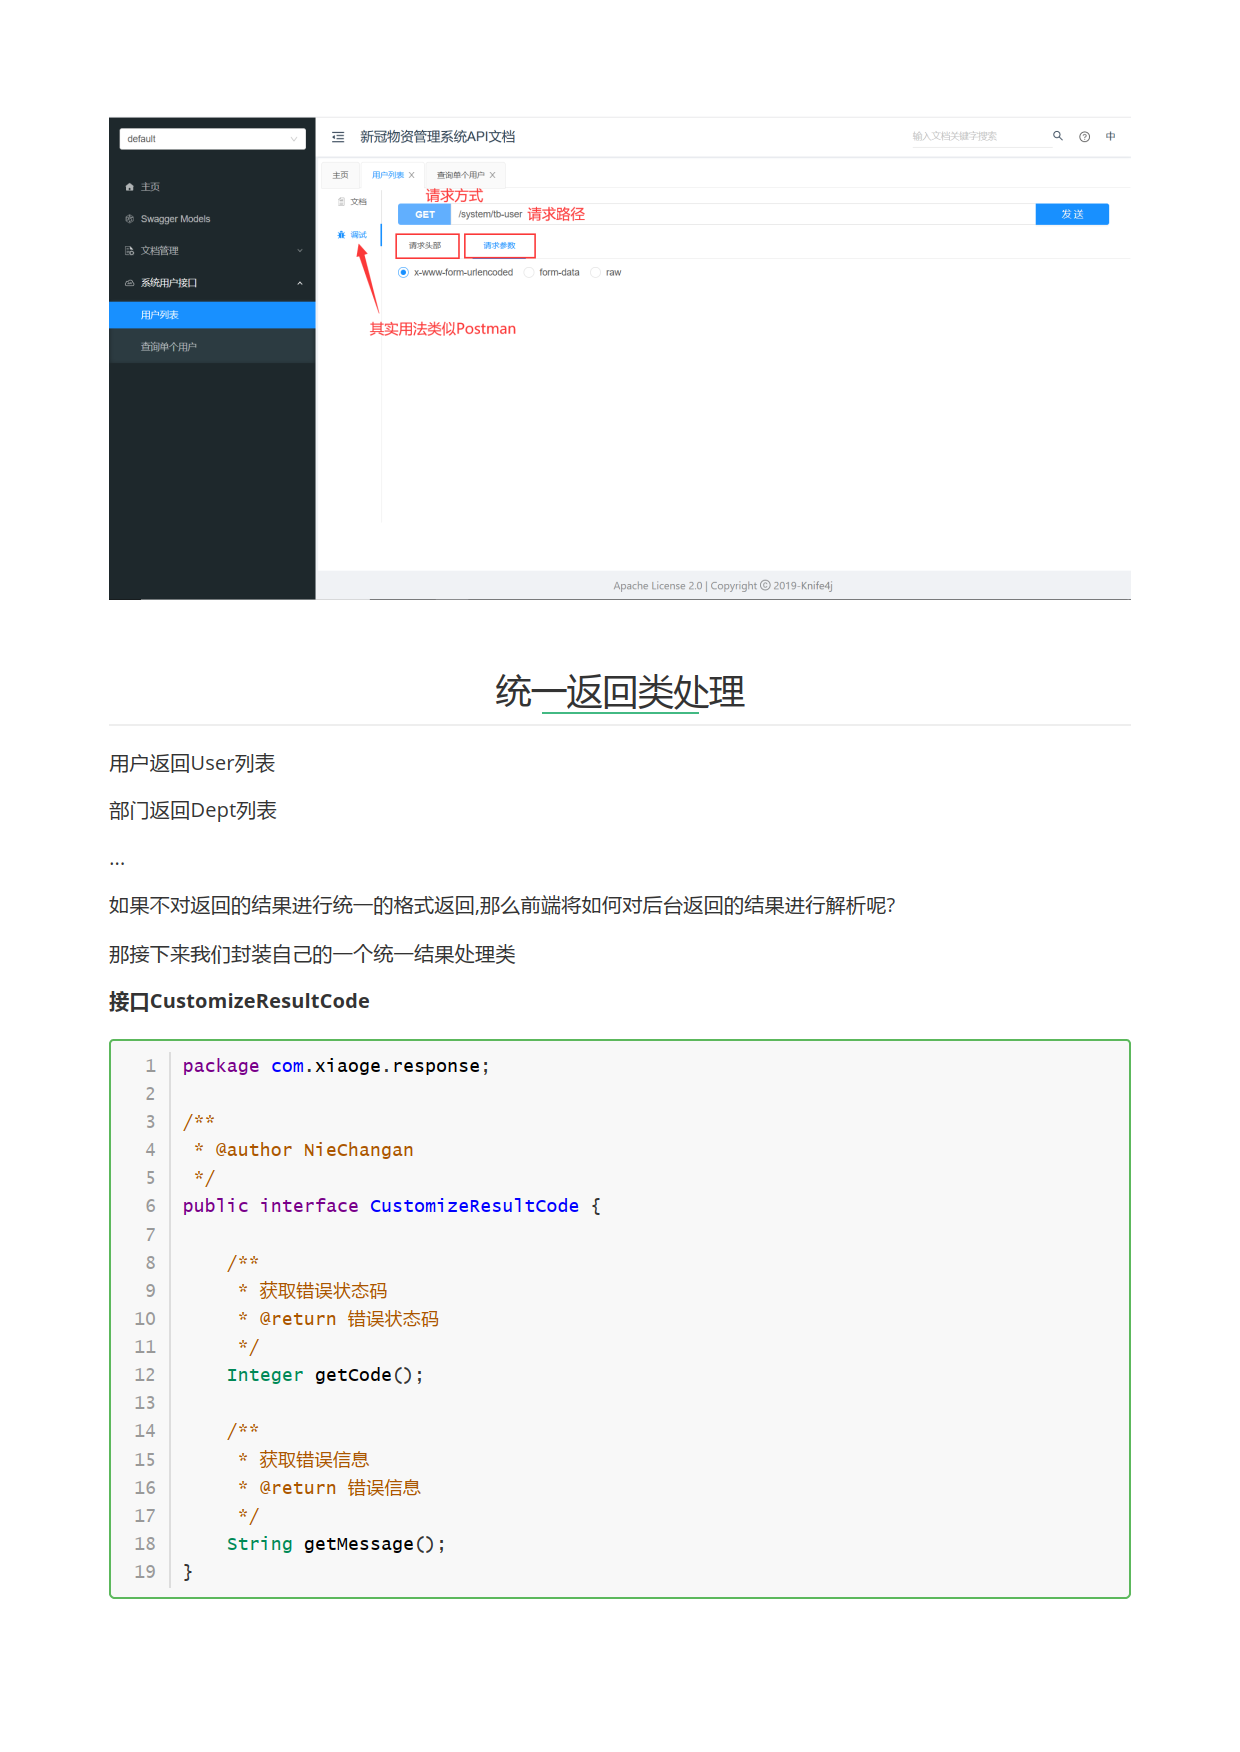 default
新冠物资管理系统API文档
输入文档关键字搜索
中
主页
用户列表 X
查询单个用户 X
主页
Swagger Models
文档管理
系统用户接口
用户列表
查询单个用户
文档
调试
请求方式
GET
/system/tb-user
请求路径
发 送
请求头部
请求参数
x-www-form-urlencoded
form-data
raw
其实用法类似Postman
Apache License 2.0 | Copyright ⓒ 2019-Knife4j
统一返回类处理
用户返回User列表
部门返回Dept列表
...
如果不对返回的结果进行统一的格式返回,那么前端将如何对后台返回的结果进行解析呢?
那接下来我们封装自己的一个统一结果处理类
接口CustomizeResultCode
1 package com.xiaoge.response;
2
3 /**
4  * @author NieChangan
5  */
6 public interface CustomizeResultCode {
7
8     /**
9      * 获取错误状态码
10      * @return 错误状态码
11      */
12     Integer getCode();
13
14     /**
15      * 获取错误信息
16      * @return 错误信息
17      */
18     String getMessage();
19 }